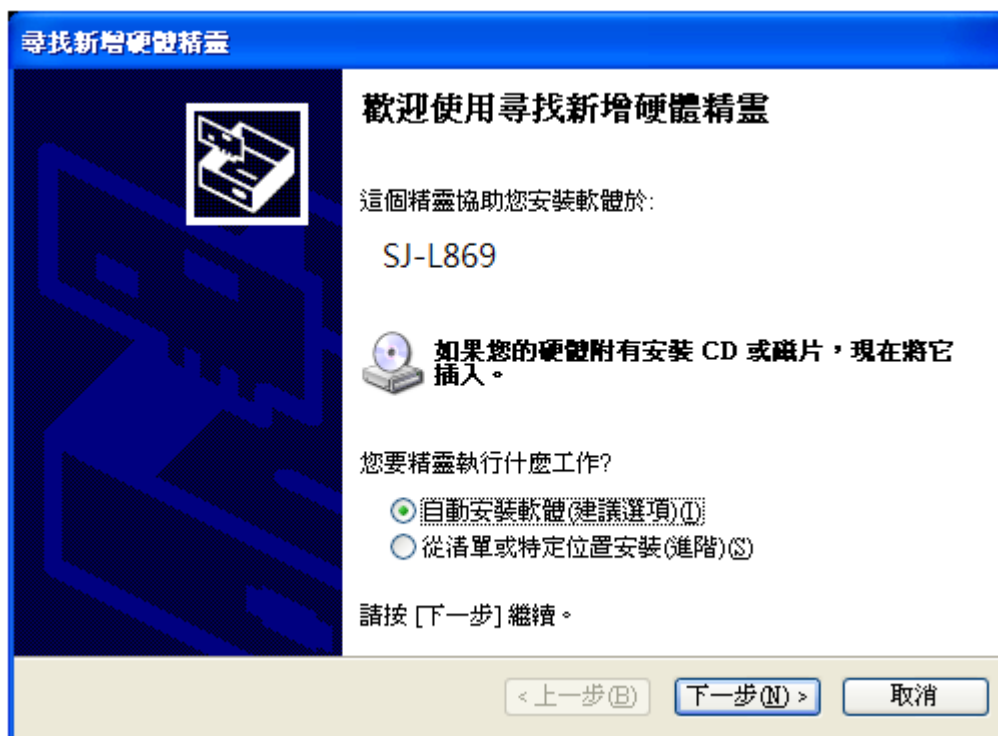 尋找新增硬體精靈
歡迎使用尋找新增硬體精靈
這個精靈協助您安裝軟體於:
SJ-L869
如果您的硬體附有安裝 CD 或磁片，現在將它
插入。
您要精靈執行什麼工作?
自動安裝軟體(建議選項)(I)
從清單或特定位置安裝(進階)(S)
請按 [下一步] 繼續。
< 上一步(B)
下一步(N) >
取消